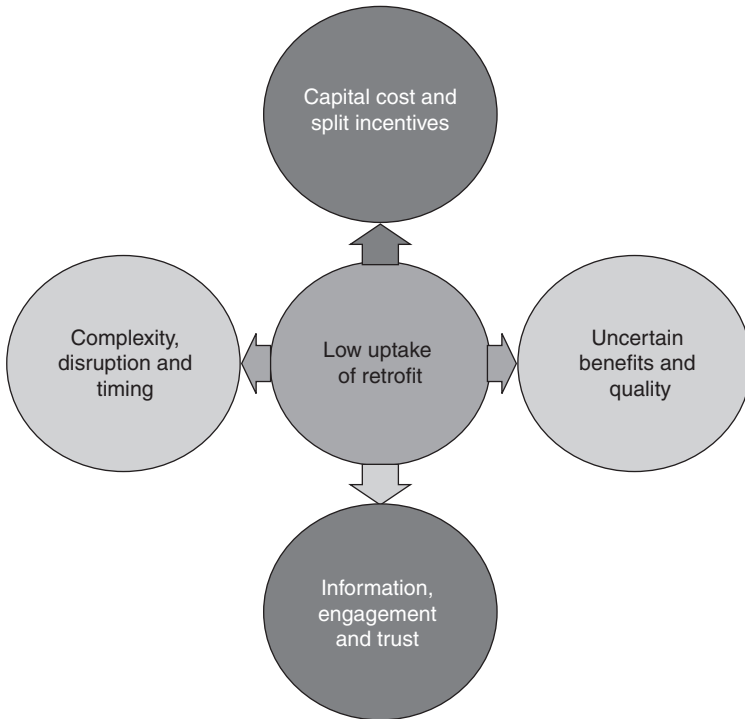 Capital cost and
split incentives
Complexity,
disruption and
timing
Low uptake
of retrofit
Uncertain
benefits and
quality
Information,
engagement
and trust